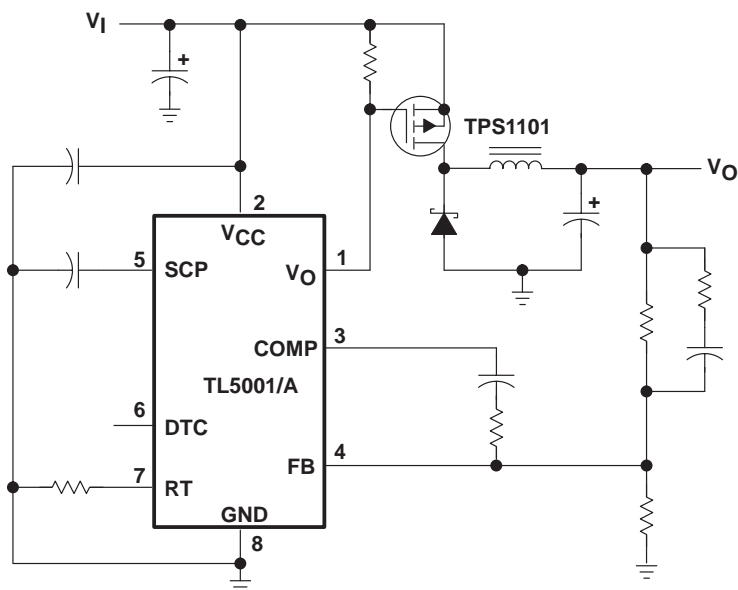 VI
TPS1101
VO
2
VCC
5
SCP
1
VO
3
COMP
TL5001/A
6
DTC
4
FB
7
RT
GND
8